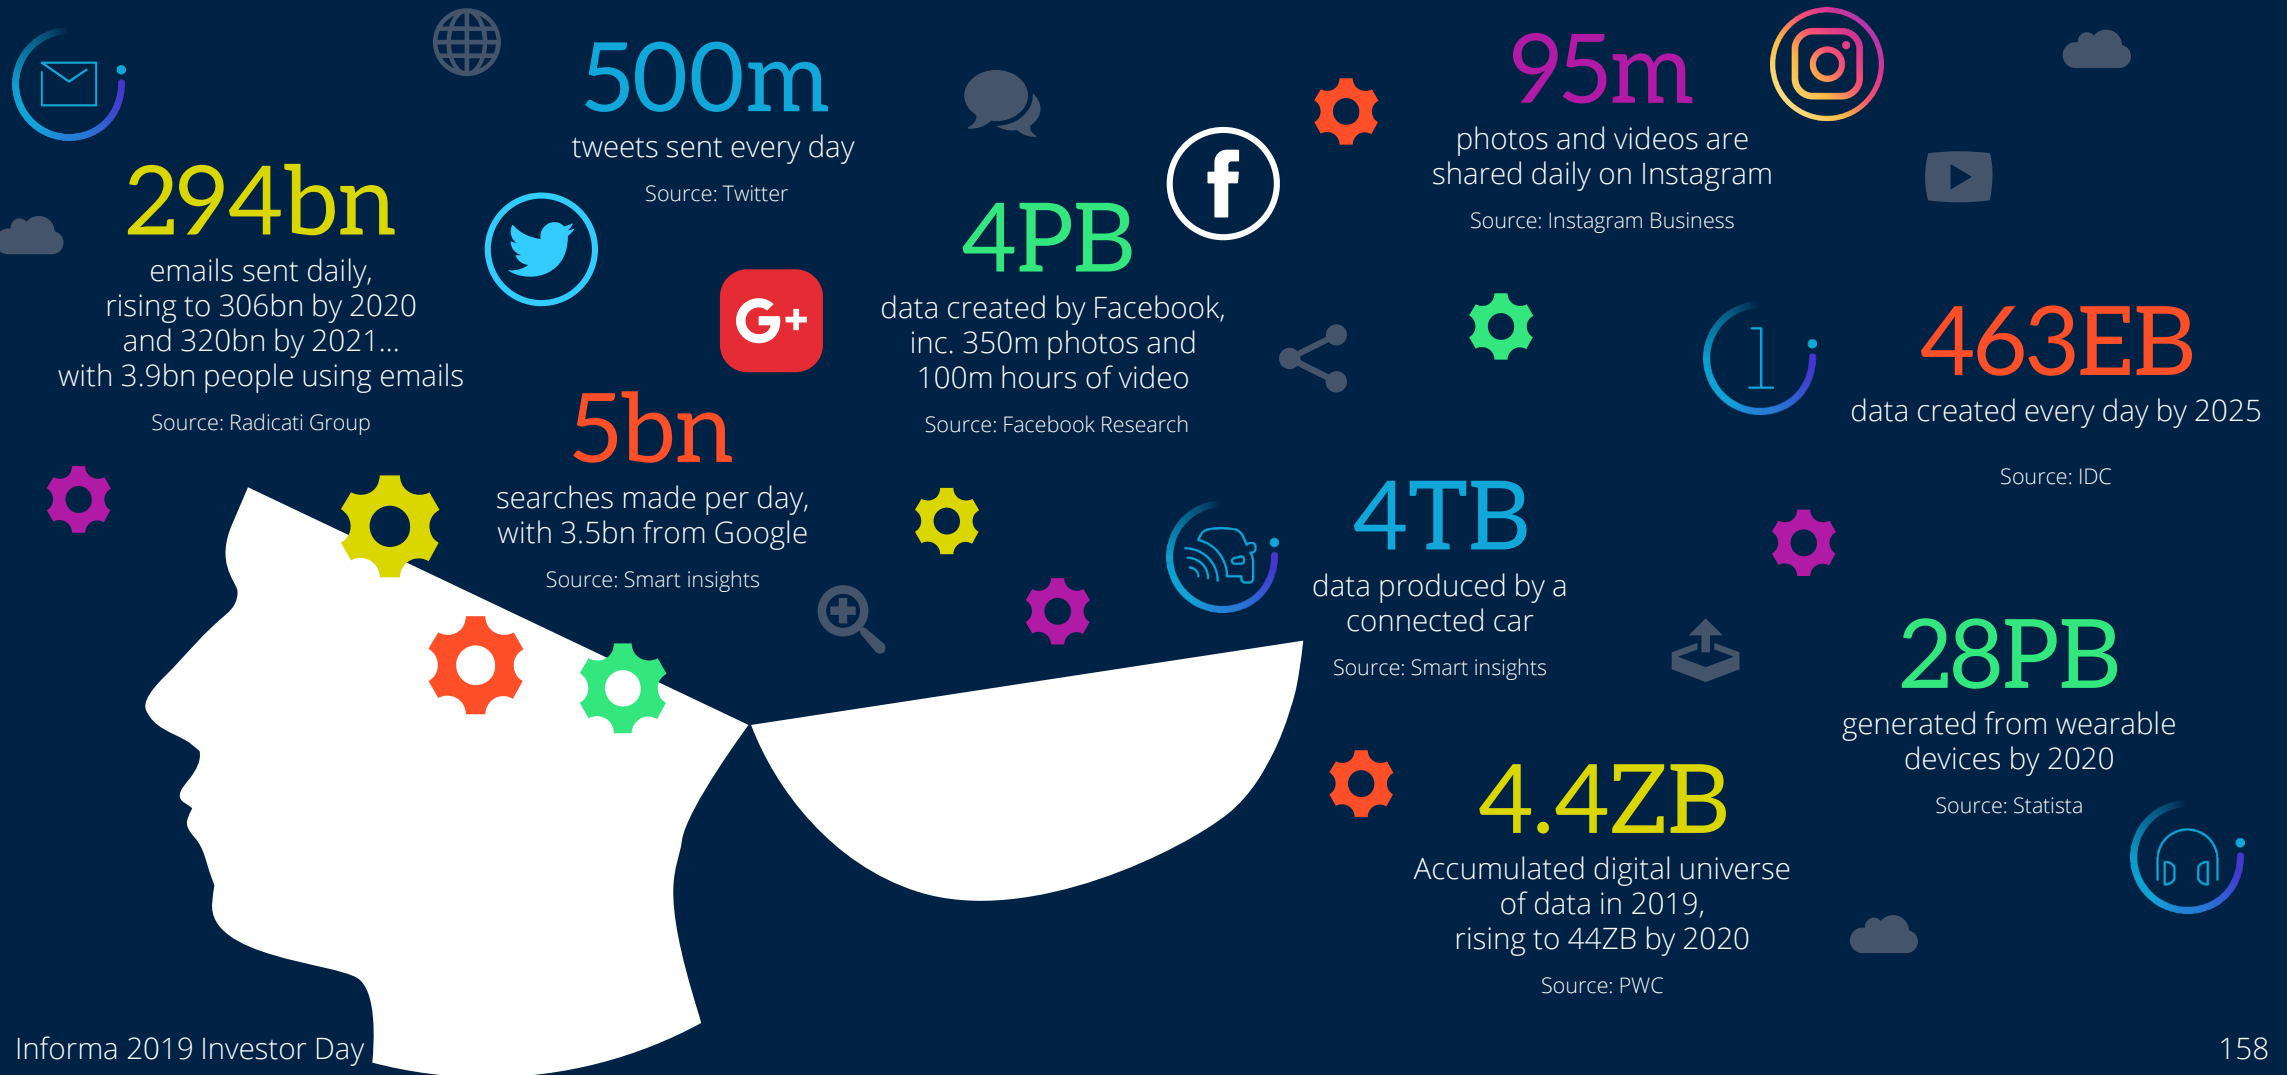 500m
tweets sent every day
Source: Twitter
95m
photos and videos are
shared daily on Instagram
Source: Instagram Business
294bn
emails sent daily,
rising to 306bn by 2020
and 320bn by 2021...
with 3.9bn people using emails
Source: Radicati Group
f
G+
4PB
data created by Facebook,
inc. 350m photos and
100m hours of video
Source: Facebook Research
1
463EB
data created every day by 2025
Source: IDC
5bn
searches made per day,
with 3.5bn from Google
Source: Smart insights
4TB
data produced by a
connected car
Source: Smart insights
28PB
generated from wearable
devices by 2020
Source: Statista
4.4ZB
Accumulated digital universe
of data in 2019,
rising to 44ZB by 2020
Source: PWC
Informa 2019 Investor Day
158